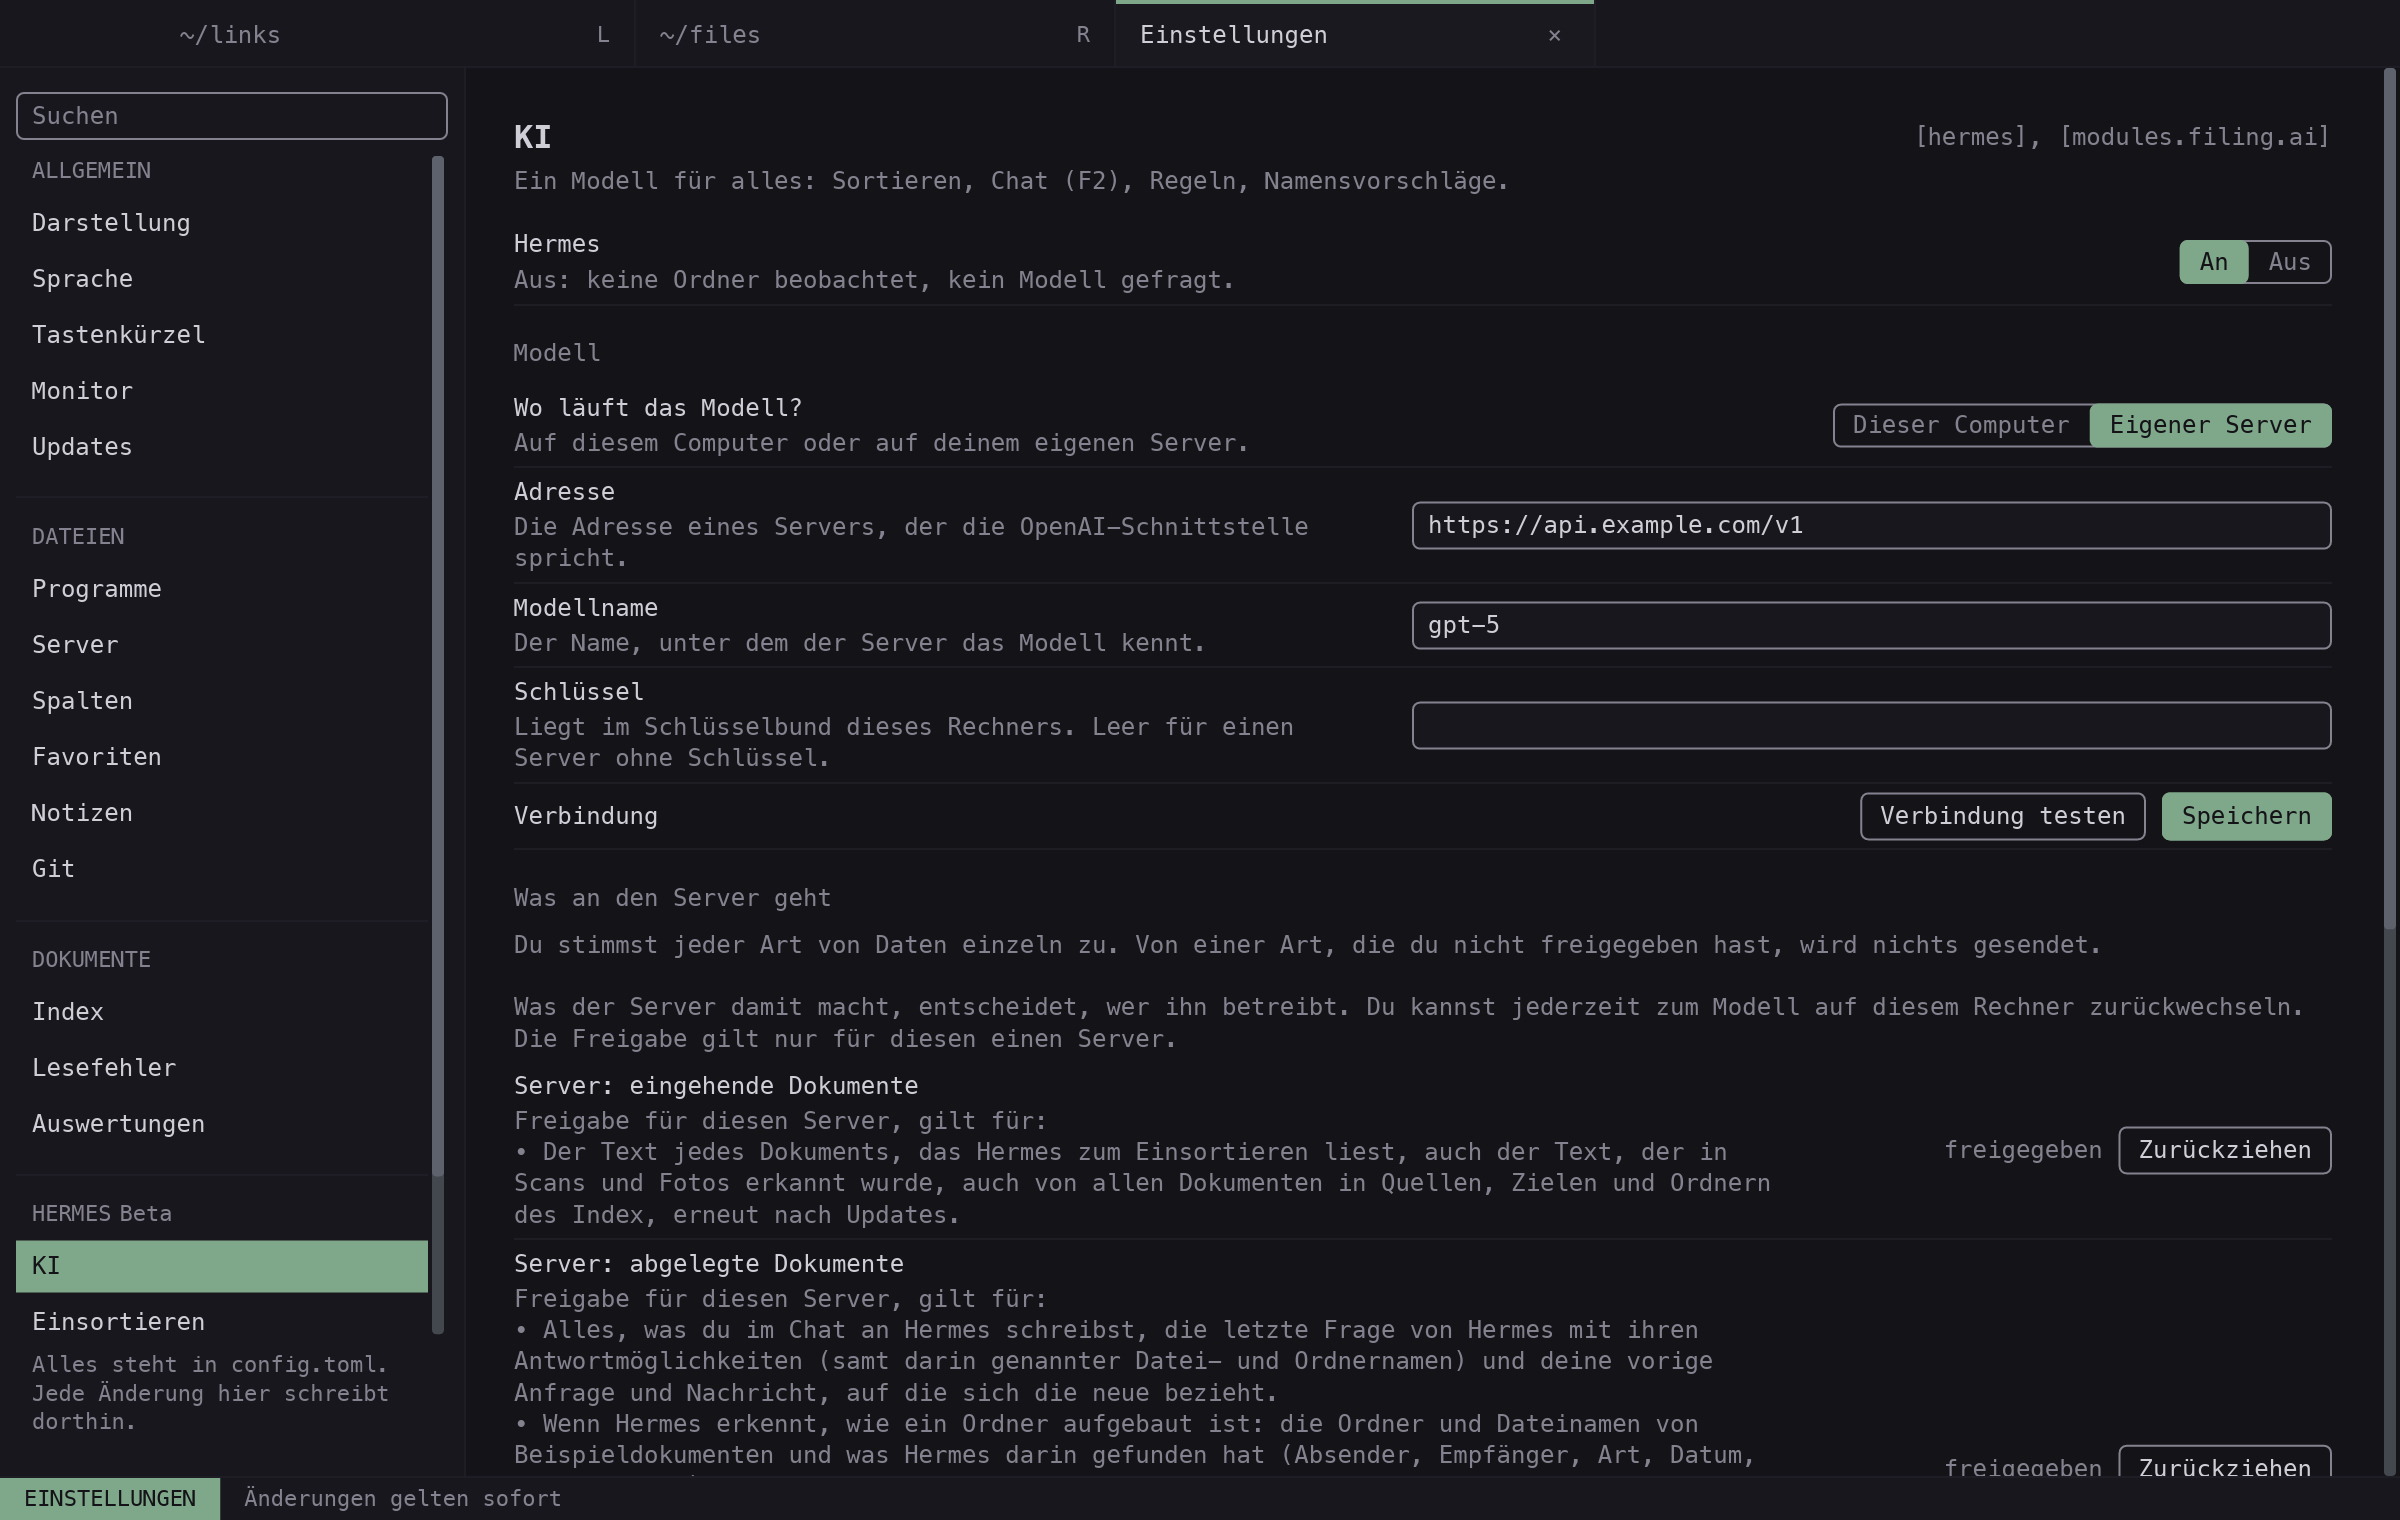 ~/links L ~/files R Einstellungen ×
Suchen
ALLGEMEIN
Darstellung
Sprache
Tastenkürzel
Monitor
Updates
DATEIEN
Programme
Server
Spalten
Favoriten
Notizen
Git
DOKUMENTE
Index
Lesefehler
Auswertungen
HERMES Beta
KI
Einsortieren
Alles steht in config.toml.
Jede Änderung hier schreibt
dorthin.
KI [hermes], [modules.filing.ai]
Ein Modell für alles: Sortieren, Chat (F2), Regeln, Namensvorschläge.
Hermes
Aus: keine Ordner beobachtet, kein Modell gefragt.
An Aus
Modell
Wo läuft das Modell?
Auf diesem Computer oder auf deinem eigenen Server.
Dieser Computer Eigener Server
Adresse
Die Adresse eines Servers, der die OpenAI-Schnittstelle
spricht.
https://api.example.com/v1
Modellname
Der Name, unter dem der Server das Modell kennt.
gpt-5
Schlüssel
Liegt im Schlüsselbund dieses Rechners. Leer für einen
Server ohne Schlüssel.
Verbindung Verbindung testen Speichern
Was an den Server geht
Du stimmst jeder Art von Daten einzeln zu. Von einer Art, die du nicht freigegeben hast, wird nichts gesendet.
Was der Server damit macht, entscheidet, wer ihn betreibt. Du kannst jederzeit zum Modell auf diesem Rechner zurückwechseln.
Die Freigabe gilt nur für diesen einen Server.
Server: eingehende Dokumente
Freigabe für diesen Server, gilt für:
• Der Text jedes Dokuments, das Hermes zum Einsortieren liest, auch der Text, der in
Scans und Fotos erkannt wurde, auch von allen Dokumenten in Quellen, Zielen und Ordnern
des Index, erneut nach Updates.
freigegeben Zurückziehen
Server: abgelegte Dokumente
Freigabe für diesen Server, gilt für:
• Alles, was du im Chat an Hermes schreibst, die letzte Frage von Hermes mit ihren
Antwortmöglichkeiten (samt darin genannter Datei- und Ordnernamen) und deine vorige
Anfrage und Nachricht, auf die sich die neue bezieht.
• Wenn Hermes erkennt, wie ein Ordner aufgebaut ist: die Ordner und Dateinamen von
Beispieldokumenten und was Hermes darin gefunden hat (Absender, Empfänger, Art, Datum,
freigegeben Zurückziehen
EINSTELLUNGEN Änderungen gelten sofort